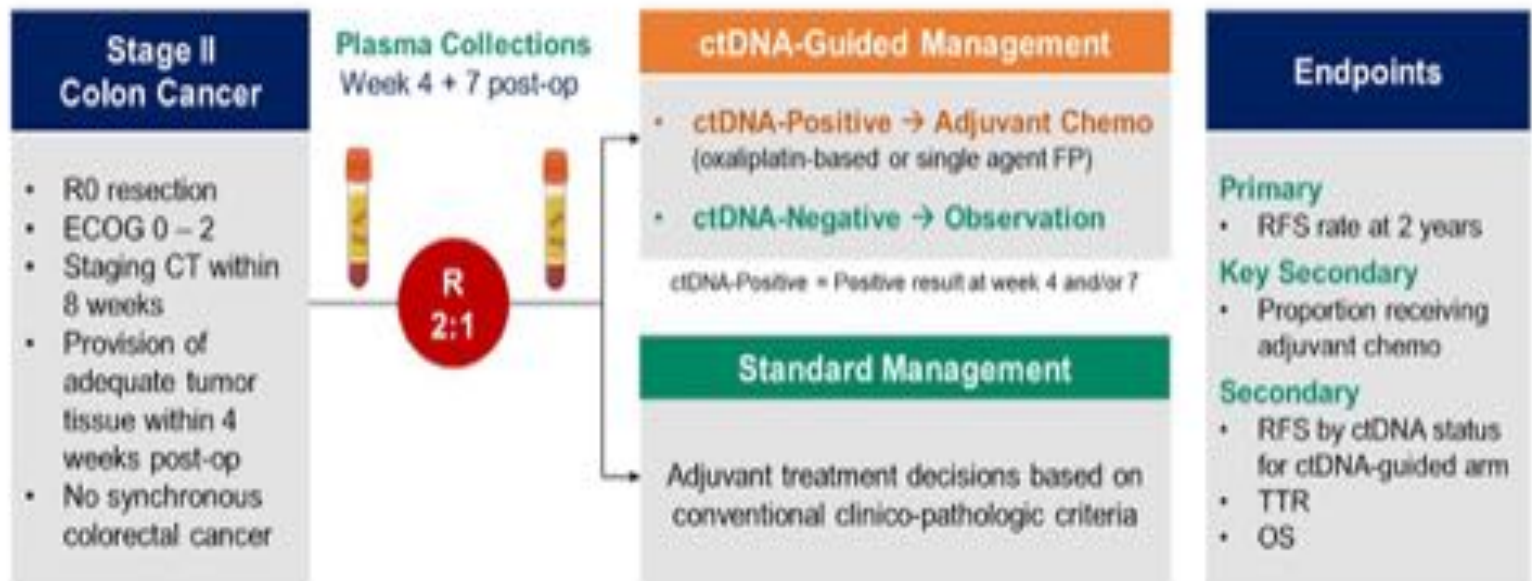 Stage II
Colon Cancer
• R0 resection
• ECOG 0 – 2
• Staging CT within
8 weeks
• Provision of
adequate tumor
tissue within 4
weeks post-op
• No synchronous
colorectal cancer
Plasma Collections
Week 4 + 7 post-op
R
2:1
ctDNA-Guided Management
• ctDNA-Positive → Adjuvant Chemo
(oxaliplatin-based or single agent FP)
• ctDNA-Negative → Observation
ctDNA-Positive = Positive result at week 4 and/or 7
Standard Management
Adjuvant treatment decisions based on
conventional clinico-pathologic criteria
Endpoints
Primary
• RFS rate at 2 years
Key Secondary
• Proportion receiving
adjuvant chemo
Secondary
• RFS by ctDNA status
for ctDNA-guided arm
• TTR
• OS